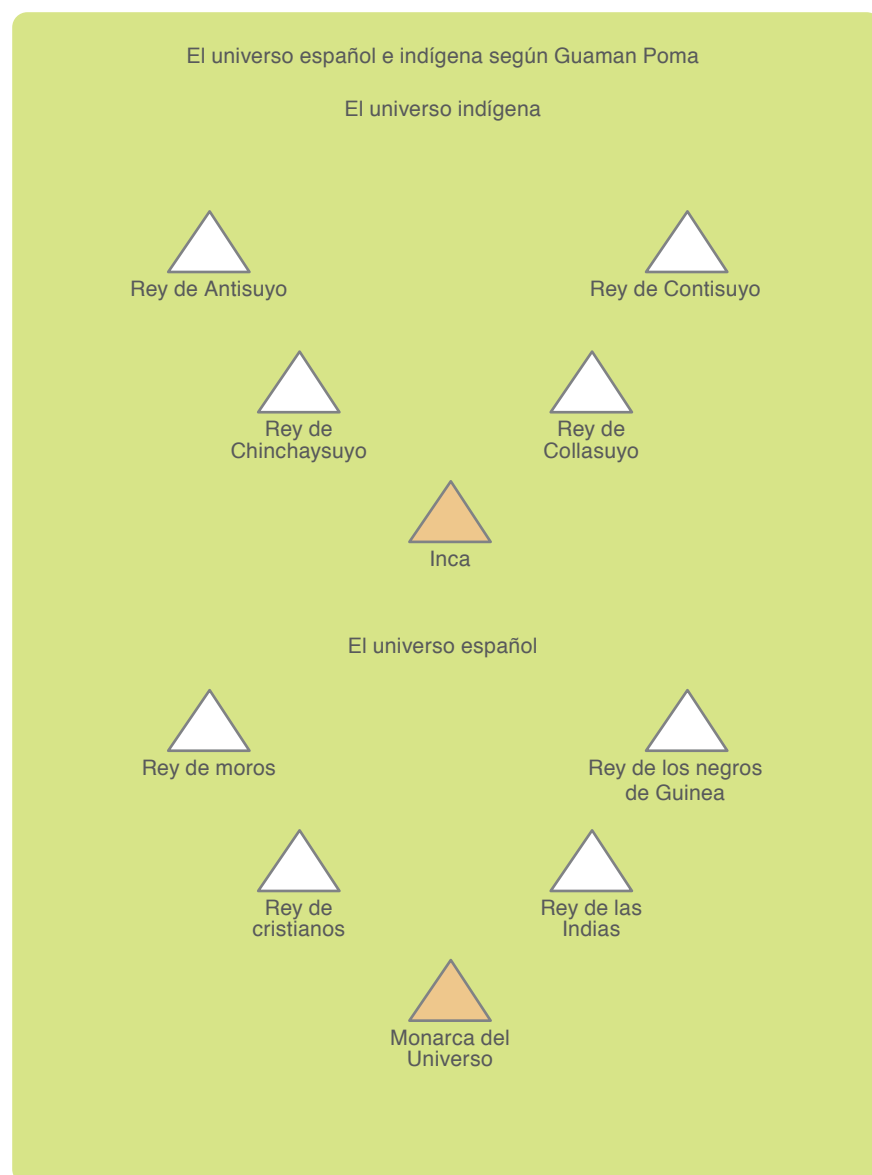 El universo español e indígena según Guaman Poma
El universo indígena
Rey de Antisuyo
Rey de Contisuyo
Rey de
Chinchaysuyo
Rey de
Collasuyo
Inca
El universo español
Rey de moros
Rey de los negros
de Guinea
Rey de
cristianos
Rey de las
Indias
Monarca del
Universo